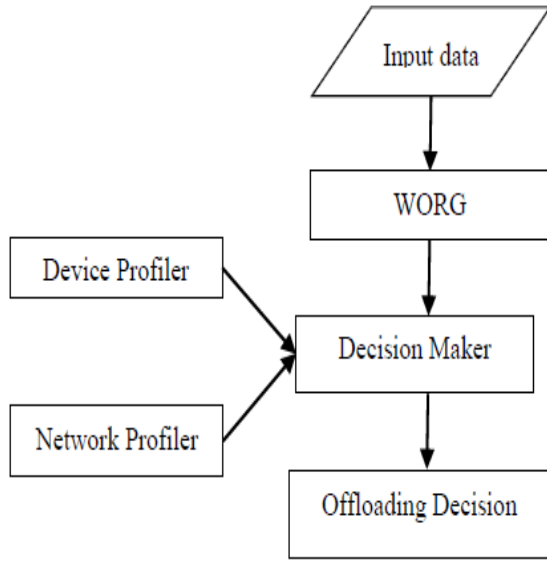 Input data
WORG
Device Profiler
Decision Maker
Network Profiler
Offloading Decision